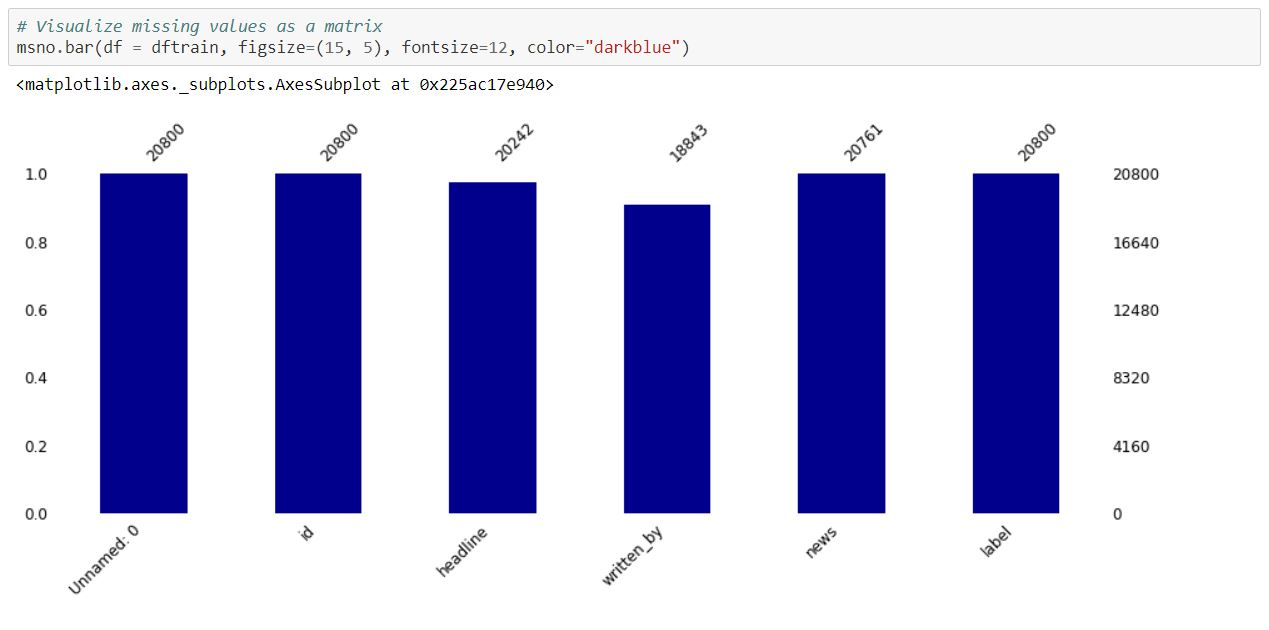 # Visualize missing values as a matrix
msno.bar(df = dftrain, figsize=(15, 5), fontsize=12, color="darkblue")
<matplotlib.axes._subplots.AxesSubplot at 0x225ac17e940>
20800 20800 20242 18843 20761 20800
1.0 20800
0.8 16640
0.6 12480
0.4 8320
0.2 4160
0.0 0
Unnamed: 0 id headline written_by news label